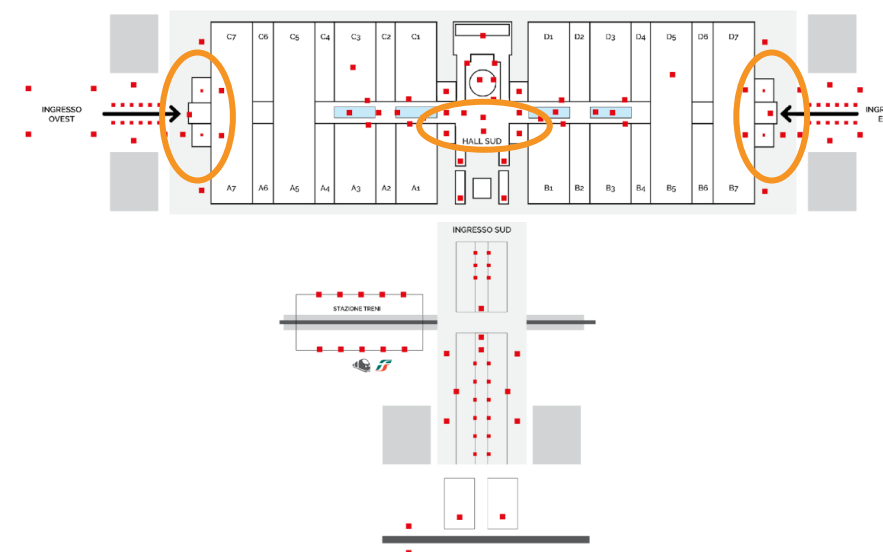 C7 C6 C5 C4 C3 C2 C1 D1 D2 D3 D4 D5 D6 D7
INGRESSO
OVEST
INGR
E
HALL SUD
A7 A6 A5 A4 A3 A2 A1 B1 B2 B3 B4 B5 B6 B7
INGRESSO SUD
STAZIONE TRENI